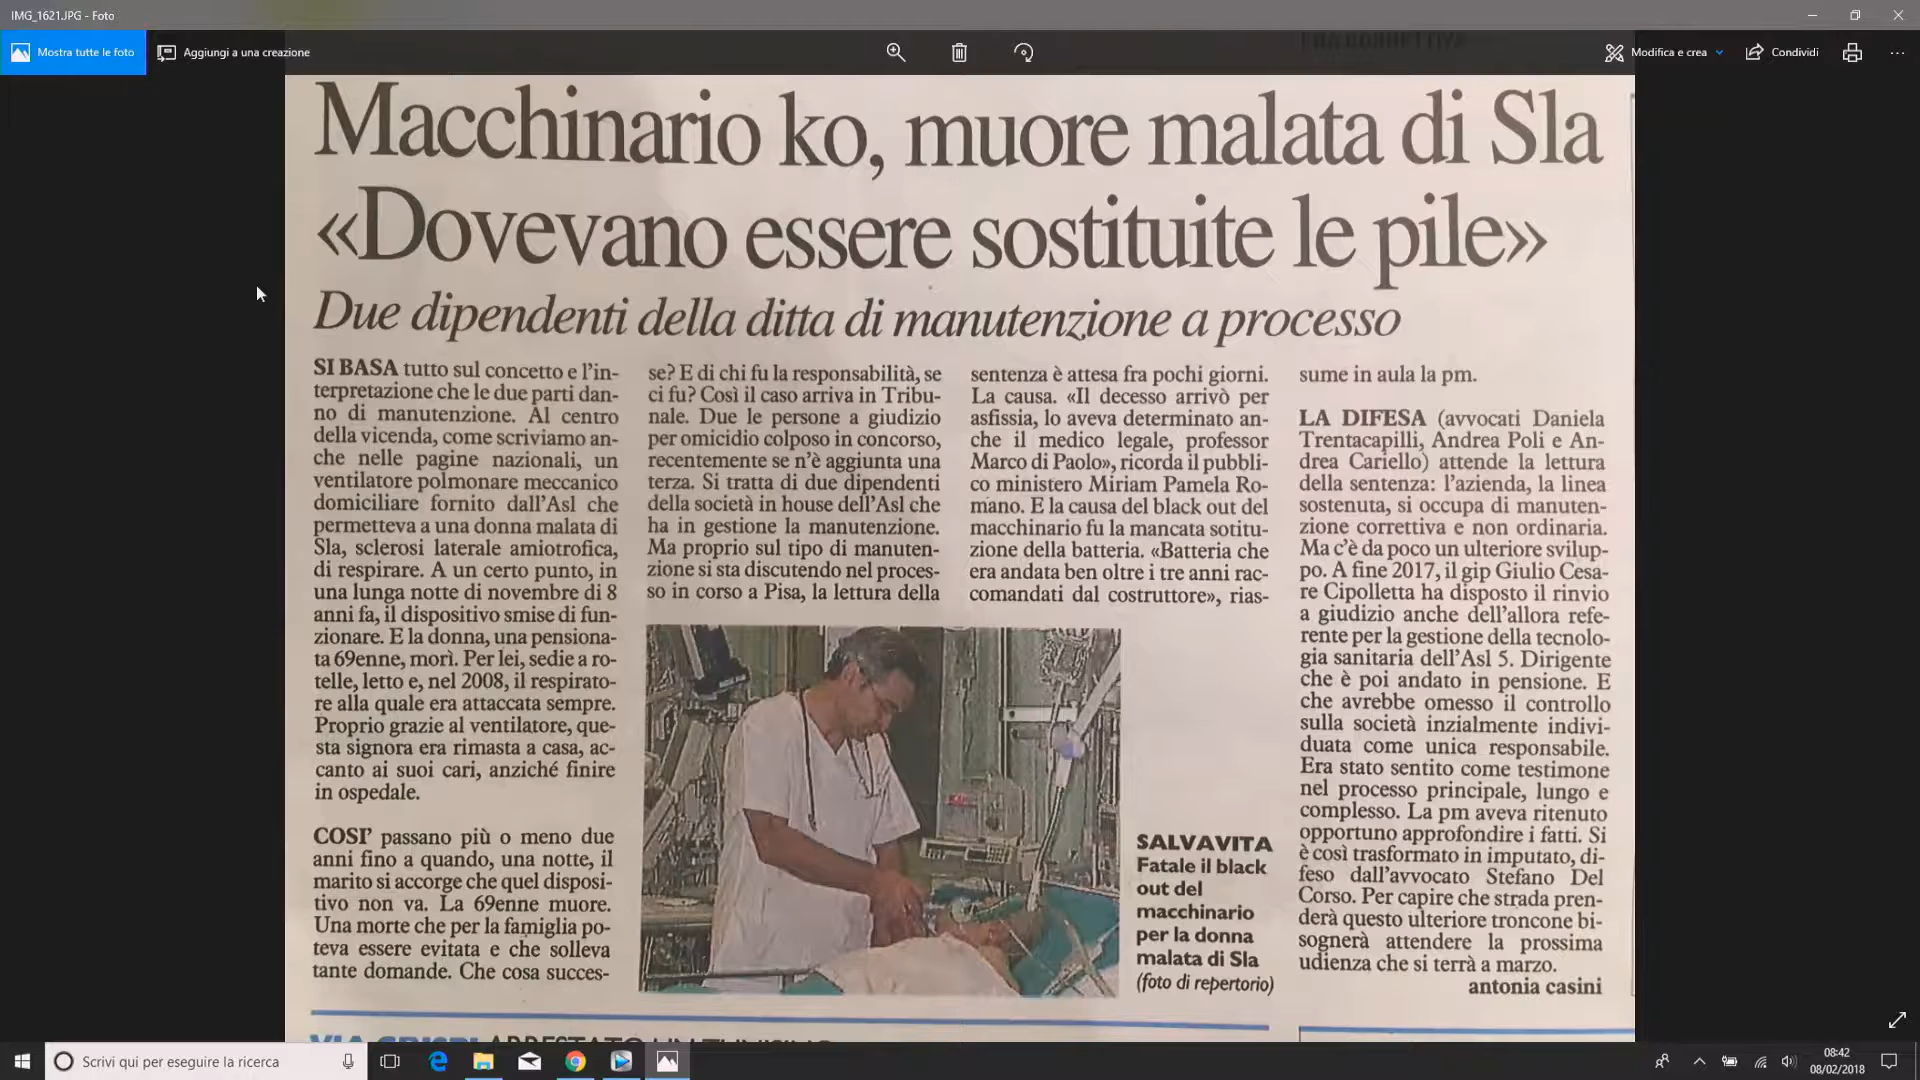 IMG_1621.JPG - Foto
Mostra tutte le foto
Aggiungi a una creazione
Modifica e crea
Condividi
Macchinario ko, muore malata di Sla
«Dovevano essere sostituite le pile»
Due dipendenti della ditta di manutenzione a processo
SI BASA tutto sul concetto e l'in-
terpretazione che le due parti dan-
no di manutenzione. Al centro
della vicenda, come scriviamo an-
che nelle pagine nazionali, un
ventilatore polmonare meccanico
domiciliare fornito dall'Asl che
permetteva a una donna malata di
Sla, sclerosi laterale amiotrofica,
di respirare. A un certo punto, in
una lunga notte di novembre di 8
anni fa, il dispositivo smise di fun-
zionare. E la donna, una pensiona-
ta 69enne, morì. Per lei, sedie a ro-
telle, letto e, nel 2008, il respirato-
re alla quale era attaccata sempre.
Proprio grazie al ventilatore, que-
sta signora era rimasta a casa, ac-
canto ai suoi cari, anziché finire
in ospedale.
COSI' passano più o meno due
anni fino a quando, una notte, il
marito si accorge che quel disposi-
tivo non va. La 69enne muore.
Una morte che per la famiglia po-
teva essere evitata e che solleva
tante domande. Che cosa succes-
se? E di chi fu la responsabilità, se
ci fu? Così il caso arriva in Tribu-
nale. Due le persone a giudizio
per omicidio colposo in concorso,
recentemente se n'è aggiunta una
terza. Si tratta di due dipendenti
della società in house dell'Asl che
ha in gestione la manutenzione.
Ma proprio sul tipo di manuten-
zione si sta discutendo nel proces-
so in corso a Pisa, la lettura della
sentenza è attesa fra pochi giorni.
La causa. «Il decesso arrivò per
asfissia, lo aveva determinato an-
che il medico legale, professor
Marco di Paolo», ricorda il pubbli-
co ministero Miriam Pamela Ro-
mano. E la causa del black out del
macchinario fu la mancata sotitu-
zione della batteria. «Batteria che
era andata ben oltre i tre anni rac-
comandati dal costruttore», rias-
sume in aula la pm.
LA DIFESA (avvocati Daniela
Trentacapilli, Andrea Poli e An-
drea Cariello) attende la lettura
della sentenza: l'azienda, la linea
sostenuta, si occupa di manuten-
zione correttiva e non ordinaria.
Ma c'è da poco un ulteriore svilup-
po. A fine 2017, il gip Giulio Cesa-
re Cipolletta ha disposto il rinvio
a giudizio anche dell'allora refe-
rente per la gestione della tecnolo-
gia sanitaria dell'Asl 5. Dirigente
che è poi andato in pensione. E
che avrebbe omesso il controllo
sulla società inzialmente indivi-
duata come unica responsabile.
Era stato sentito come testimone
nel processo principale, lungo e
complesso. La pm aveva ritenuto
opportuno approfondire i fatti. Si
è così trasformato in imputato, di-
feso dall'avvocato Stefano Del
Corso. Per capire che strada pren-
derà questo ulteriore troncone bi-
sognerà attendere la prossima
udienza che si terrà a marzo.
antonia casini
SALVAVITA
Fatale il black
out del
macchinario
per la donna
malata di Sla
(foto di repertorio)
Scrivi qui per eseguire la ricerca
08:42
08/02/2018